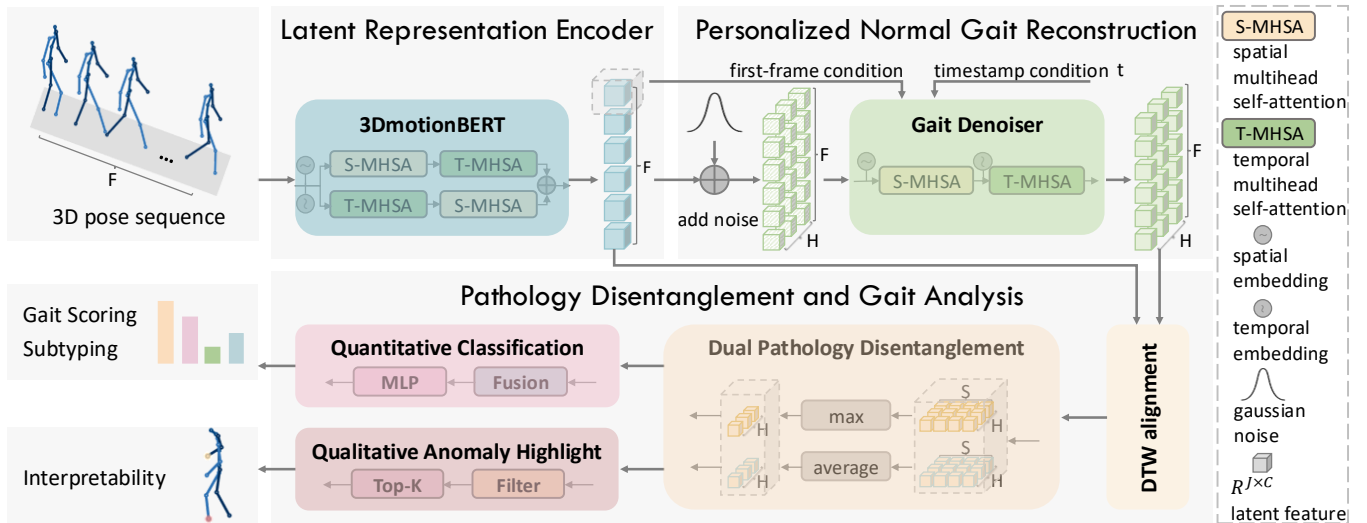 Latent Representation Encoder
Personalized Normal Gait Reconstruction
F
3D pose sequence
3DmotionBERT
S-MHSA
T-MHSA
T-MHSA
S-MHSA
F
first-frame condition
timestamp condition t
add noise
F
H
Gait Denoiser
S-MHSA
T-MHSA
F
H
Pathology Disentanglement and Gait Analysis
Gait Scoring
Subtyping
Quantitative Classification
MLP
Fusion
Dual Pathology Disentanglement
H
max
S
H
H
average
S
H
DTW alignment
Interpretability
Qualitative Anomaly Highlight
Top-K
Filter
S-MHSA
spatial
multihead
self-attention
T-MHSA
temporal
multihead
self-attention
spatial
embedding
temporal
embedding
gaussian
noise
R^{J×C}
latent feature